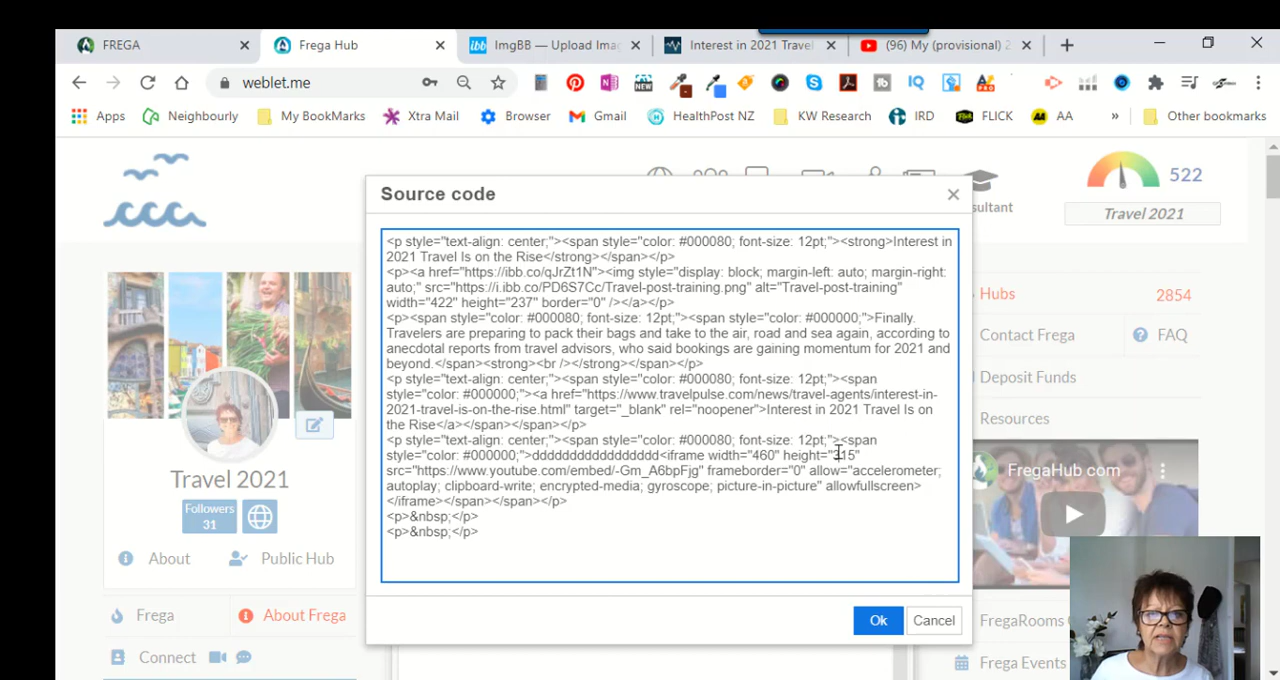 FREGA
Frega Hub
ibb ImgBB — Upload Imag
Interest in 2021 Travel
(96) My (provisional) 2
weblet.me
Apps
Neighbourly
My BookMarks
Xtra Mail
Browser
Gmail
HealthPost NZ
KW Research
IRD
FLICK
AA
»
Other bookmarks
Source code
sultant
522
Travel 2021
<p style="text-align: center;"><span style="color: #000080; font-size: 12pt;"><strong>Interest in
2021 Travel Is on the Rise</strong></span></p>
<p><a href="https://ibb.co/qJrZt1N"><img style="display: block; margin-left: auto; margin-right:
auto;" src="https://i.ibb.co/PD6S7Cc/Travel-post-training.png" alt="Travel-post-training"
width="422" height="237" border="0" /></a></p>
<p><span style="color: #000080; font-size: 12pt;"><span style="color: #000000;">Finally.
Travelers are preparing to pack their bags and take to the air, road and sea again, according to
anecdotal reports from travel advisors, who said bookings are gaining momentum for 2021 and
beyond.</span><strong><br /></strong></span></p>
<p style="text-align: center;"><span style="color: #000080; font-size: 12pt;"><span
style="color: #000000;"><a href="https://www.travelpulse.com/news/travel-agents/interest-in-
2021-travel-is-on-the-rise.html" target="_blank" rel="noopener">Interest in 2021 Travel Is on
the Rise</a></span></span></p>
<p style="text-align: center;"><span style="color: #000080; font-size: 12pt;"><span
style="color: #000000;">ddddddddddddddddd<iframe width="460" height="315"
src="https://www.youtube.com/embed/-Gm_A6bpFjg" frameborder="0" allow="accelerometer;
autoplay; clipboard-write; encrypted-media; gyroscope; picture-in-picture" allowfullscreen>
</iframe></span></span></p>
<p>&nbsp;</p>
<p>&nbsp;</p>
Ok
Cancel
Travel 2021
Followers
31
About
Public Hub
Frega
About Frega
Connect
Hubs
2854
Contact Frega
FAQ
Deposit Funds
Resources
FregaHub com
FregaRooms
Frega Events